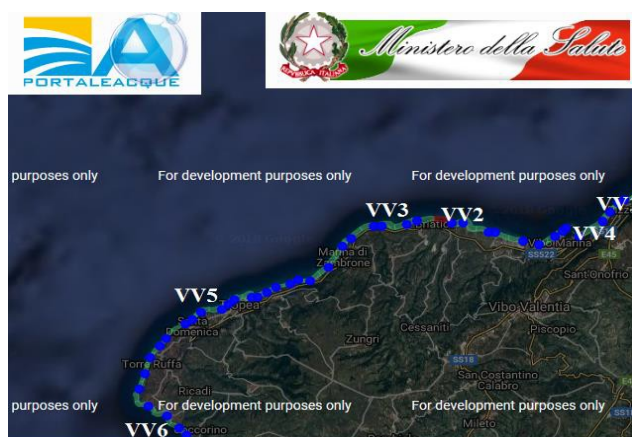 PORTALEACQUE
Ministero della Salute
REPUBBLICA ITALIANA
purposes only
For development purposes only
For development purposes only
VV3
VV2
VV4
Vibo Marina
SS522
E45
Marina di
Zambrone
Sant'Onofrio
VV5
Tropea
Vibo Valentia
Santa
Domenica
Cessaniti
Piscopio
Zungri
SS18
Torre Ruffa
San Costantino
Calabro
Ricadi
purposes only
For development purposes only
For development purposes only
VV6
Coccorino
Mileto